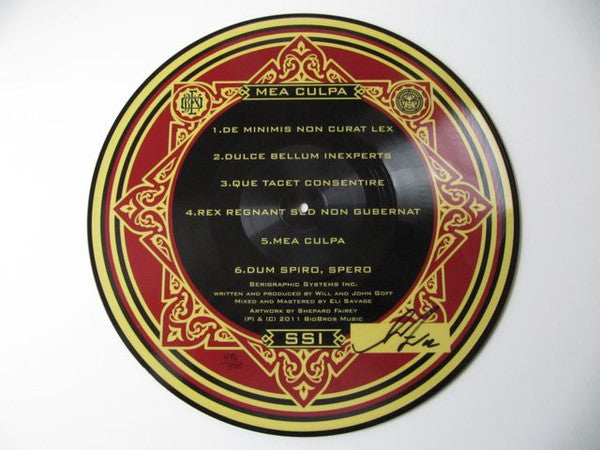 MEA CULPA
1.DE MINIMIS NON CURAT LEX
2.DULCE BELLUM INEXPERTS
3.QUE TACET CONSENTIRE
4.REX REGNANT SED NON GUBERNAT
5.MEA CULPA
6.DUM SPIRO, SPERO
SERIGRAPHIC SYSTEMS INC.
WRITTEN AND PRODUCED BY WILL AND JOHN GOFF
MIXED AND MASTERED BY ELI SAVAGE
ARTWORK BY SHEPARD FAIREY
(P) & (C) 2011 BIGBROS MUSIC
SSI